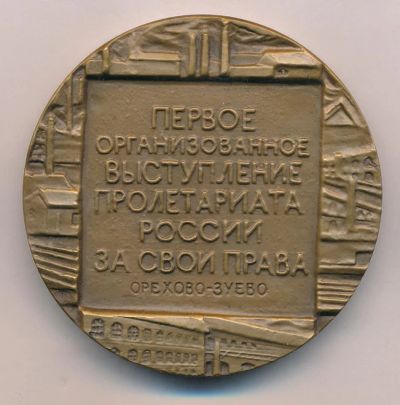 ПЕРВОЕ
ОРГАНИЗОВАННОЕ
ВЫСТУПЛЕНИЕ
ПРОЛЕТАРИАТА
РОССИИ
ЗА СВОИ ПРАВА
ОРЕХОВО-ЗУЕВО